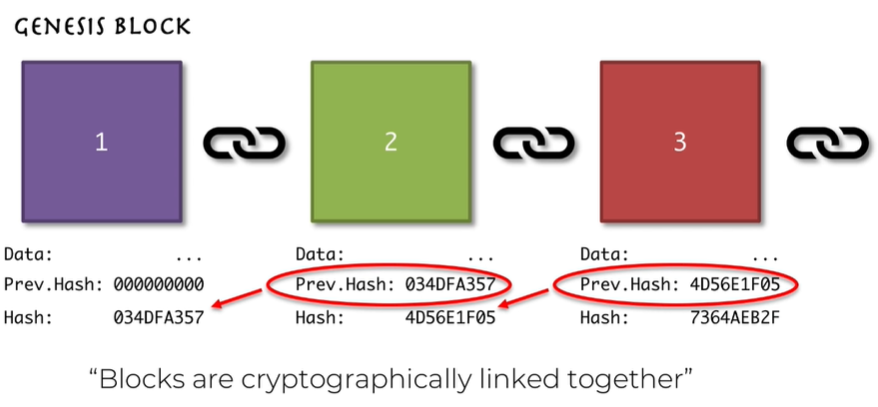 GENESIS BLOCK
1 2 3
Data: ... Data: ... Data: ...
Prev.Hash: 000000000 Prev.Hash: 034DFA357 Prev.Hash: 4D56E1F05
Hash: 034DFA357 Hash: 4D56E1F05 Hash: 7364AEB2F
“Blocks are cryptographically linked together”